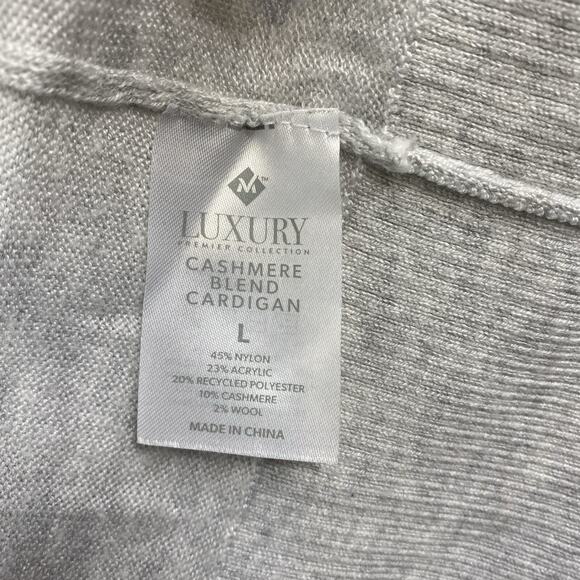 M™
LUXURY
PREMIER COLLECTION
CASHMERE
BLEND
CARDIGAN
L
45% NYLON
23% ACRYLIC
20% RECYCLED POLYESTER
10% CASHMERE
2% WOOL
MADE IN CHINA